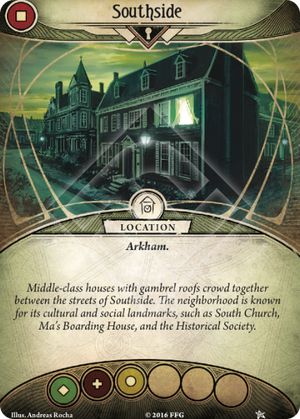 Southside
LOCATION
Arkham.
Middle-class houses with gambrel roofs crowd together
between the streets of Southside. The neighborhood is known
for its cultural and social landmarks, such as South Church,
Ma's Boarding House, and the Historical Society.
Illus. Andreas Rocha
© 2016 FFG